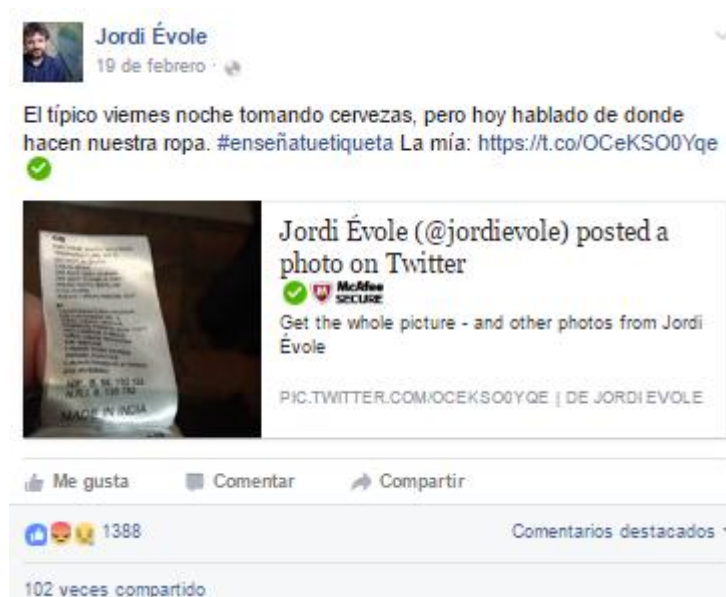 Jordi Évole
19 de febrero ·
El típico viernes noche tomando cervezas, pero hoy hablado de donde
hacen nuestra ropa. #enseñatuetiqueta La mía: https://t.co/OCeKSO0Yqe
Jordi Évole (@jordievole) posted a
photo on Twitter
McAfee
SECURE
Get the whole picture - and other photos from Jordi
Évole
PIC.TWITTER.COM/OCEKSO0YQE | DE JORDI EVOLE
MADE IN INDIA
Me gusta Comentar Compartir
1388 Comentarios destacados
102 veces compartido